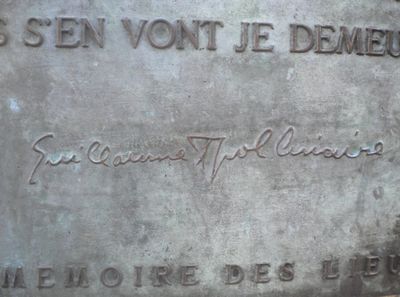 S S'EN VONT JE DEMEU
Guillaume Apollinaire
MEMOIRE DES LIEU